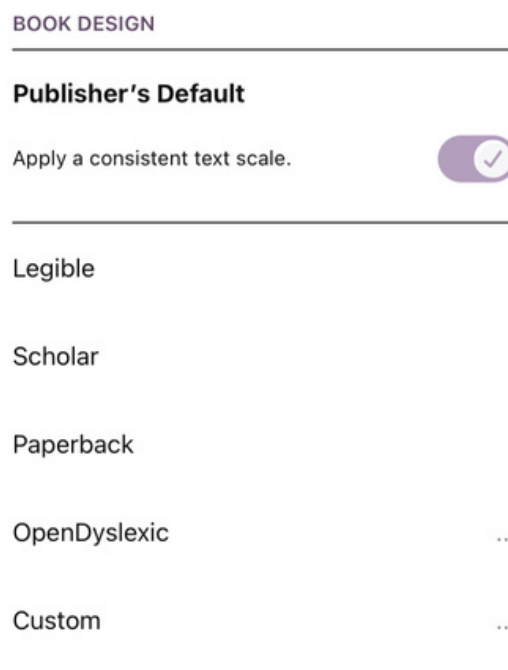 BOOK DESIGN
Publisher’s Default
Apply a consistent text scale.
Legible
Scholar
Paperback
OpenDyslexic ..
Custom ..